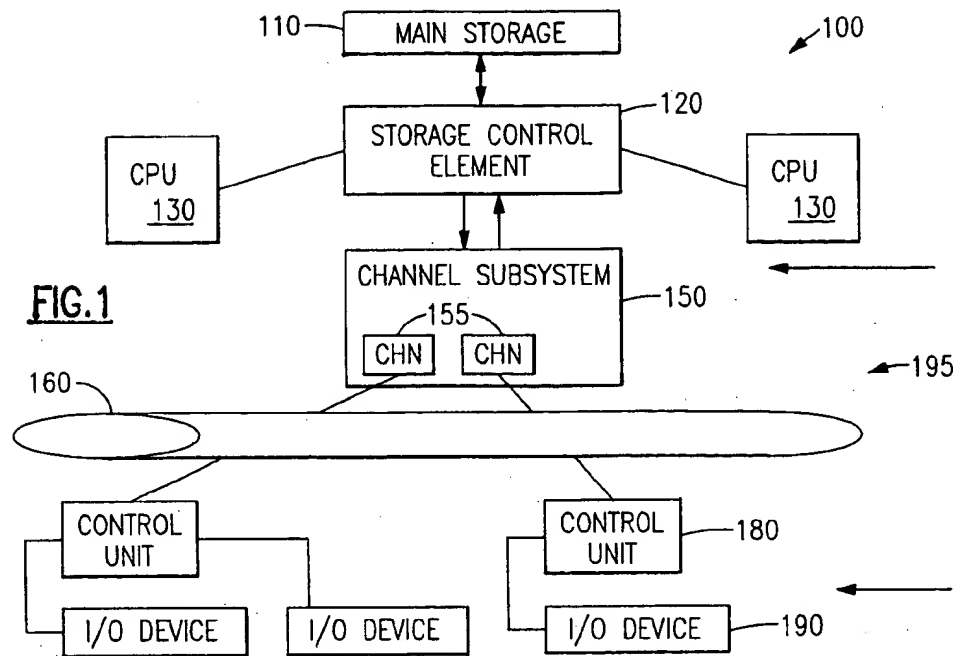 110
MAIN STORAGE
100
120
STORAGE CONTROL
ELEMENT
CPU
130
CPU
130
CHANNEL SUBSYSTEM
150
FIG.1
155
CHN
CHN
195
160
CONTROL
UNIT
CONTROL
UNIT
180
I/O DEVICE
I/O DEVICE
I/O DEVICE
190